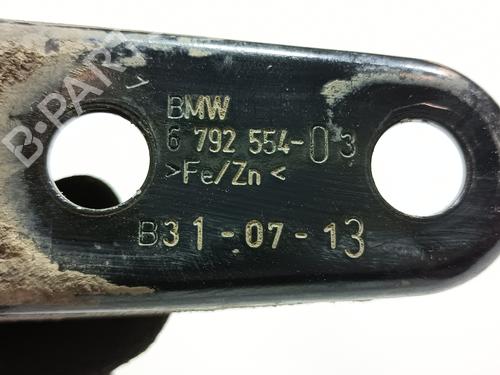 B-PARTS
BMW
6 792 554-03
>Fe/Zn<
B31-07-13